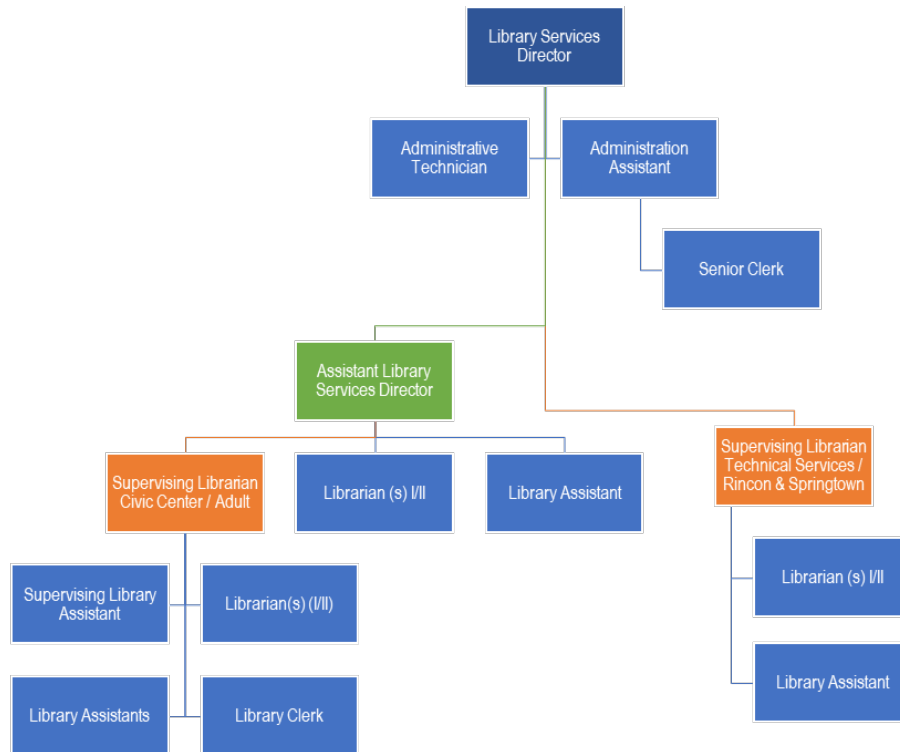 Library Services
Director
Administrative
Technician
Administration
Assistant
Senior Clerk
Assistant Library
Services Director
Supervising Librarian
Civic Center / Adult
Librarian (s) I/II
Library Assistant
Supervising Librarian
Technical Services /
Rincon & Springtown
Supervising Library
Assistant
Librarian(s) (I/II)
Library Assistants
Library Clerk
Librarian (s) I/II
Library Assistant